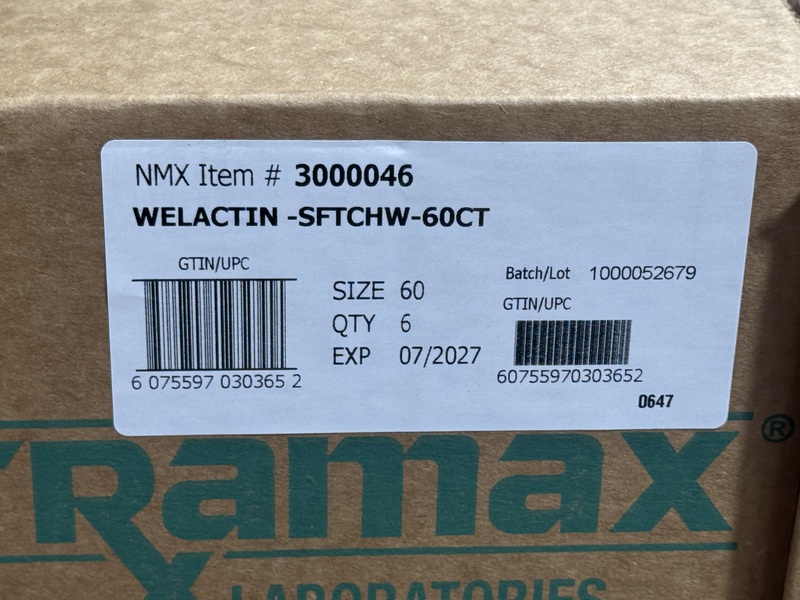 NMX Item # 3000046
WELACTIN -SFTCHW-60CT
GTIN/UPC
6 075597 030365 2
SIZE 60
QTY 6
EXP 07/2027
Batch/Lot 1000052679
GTIN/UPC
60755970303652
0647
Ramax®
LABORATORIES